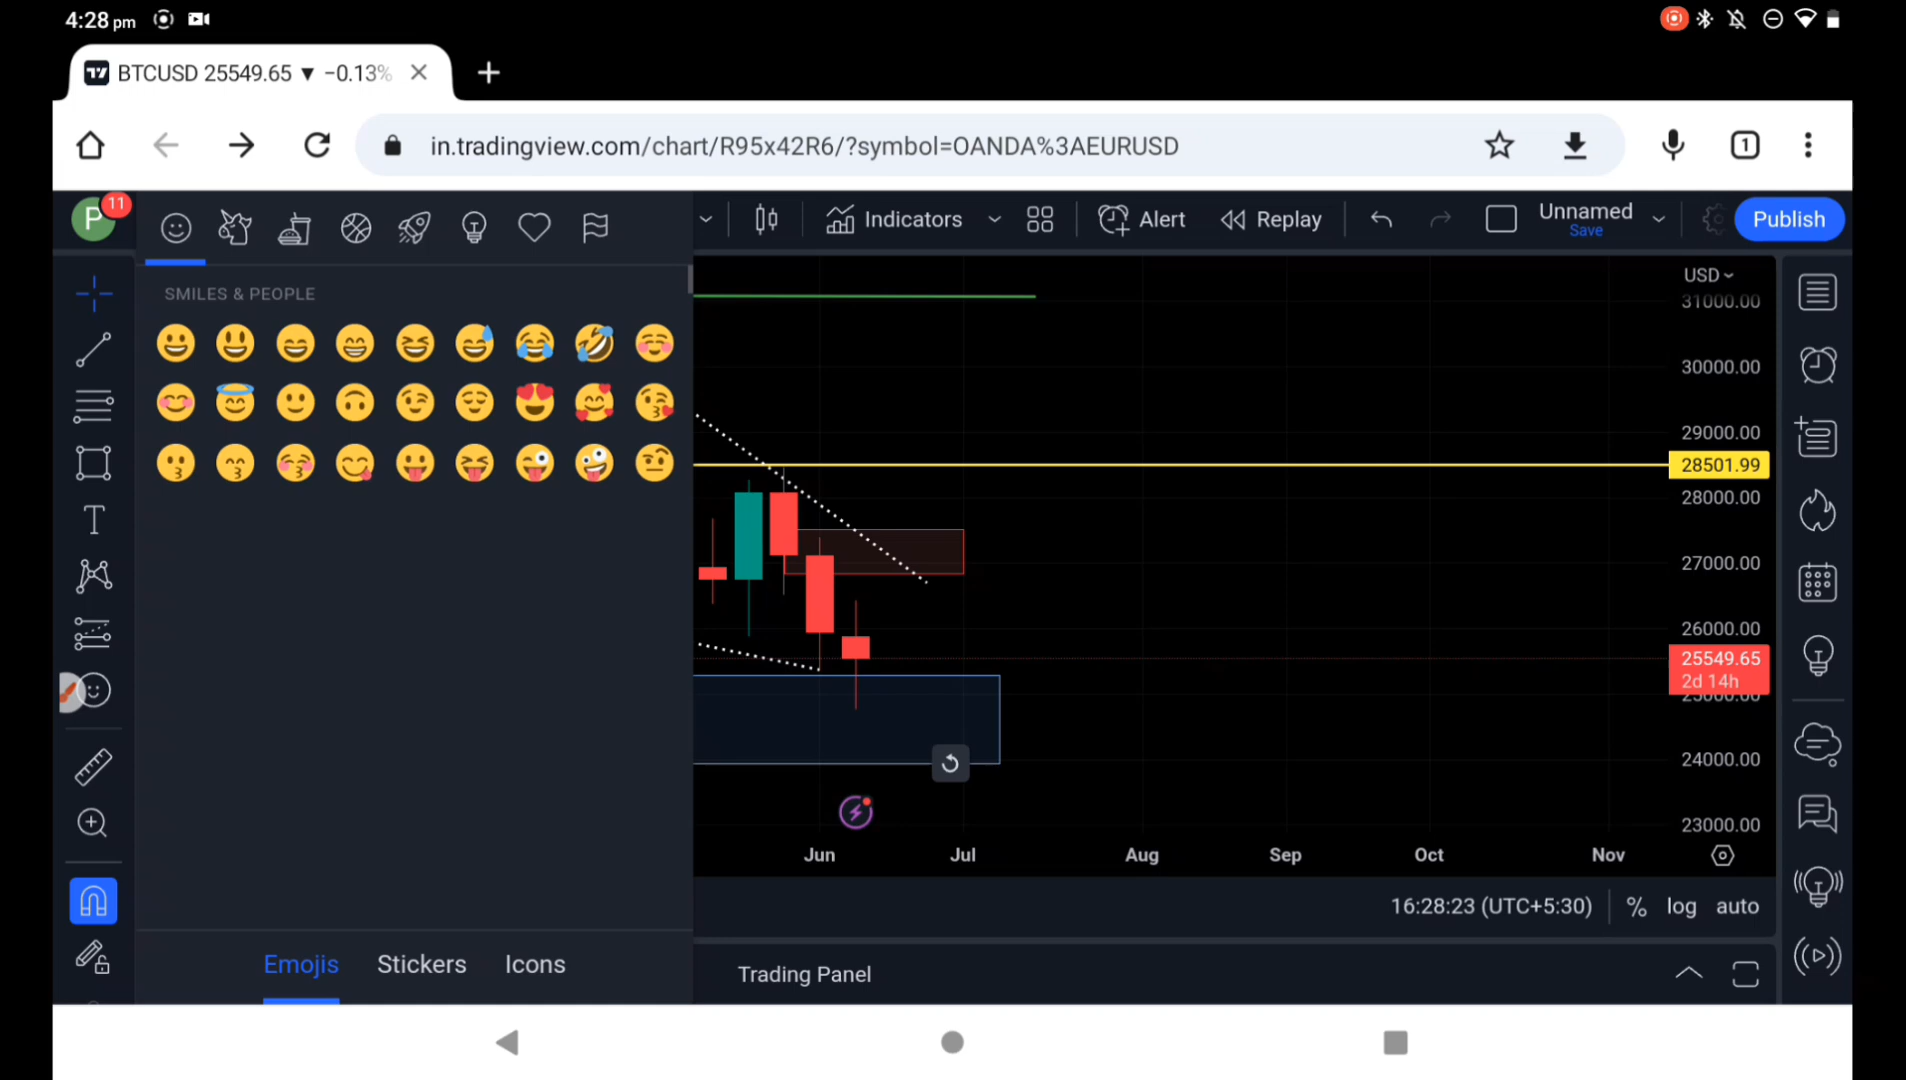 4:28 pm
BTCUSD 25549.65 ▼ −0.13%
in.tradingview.com/chart/R95x42R6/?symbol=OANDA%3AEURUSD
1
P
11
Indicators
Alert
Replay
Unnamed
Save
Publish
SMILES & PEOPLE
USD
31000.00
30000.00
29000.00
28501.99
28000.00
27000.00
26000.00
25549.65
2d 14h
25000.00
24000.00
23000.00
Jun
Jul
Aug
Sep
Oct
Nov
16:28:23 (UTC+5:30)
%
log
auto
Emojis
Stickers
Icons
Trading Panel